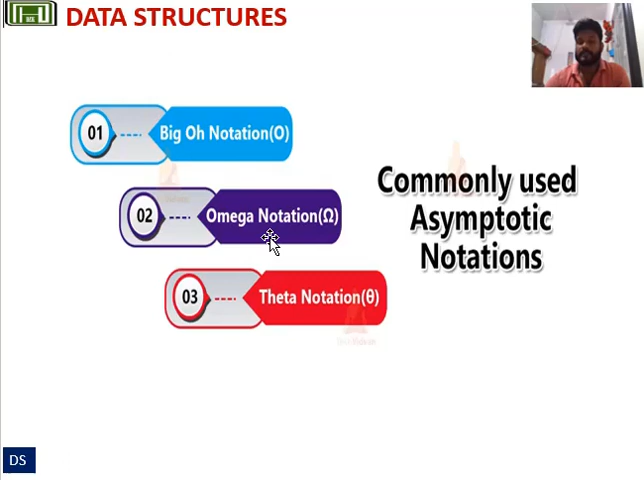 DATA STRUCTURES
01
Big Oh Notation(O)
02
Omega Notation(Ω)
03
Theta Notation(θ)
Commonly used
Asymptotic
Notations
DS